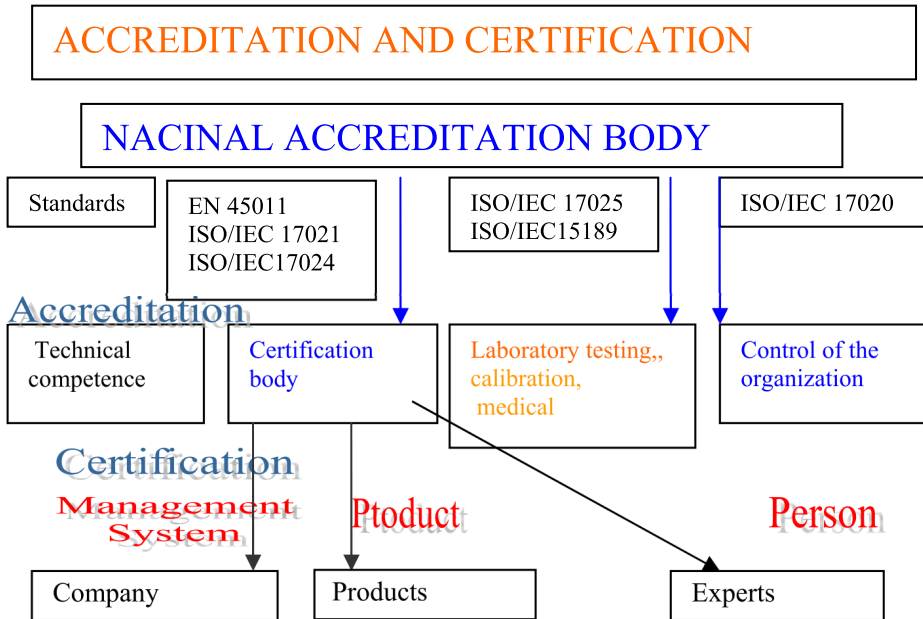 ACCREDITATION AND CERTIFICATION
NACINAL ACCREDITATION BODY
Standards
EN 45011
ISO/IEC 17021
ISO/IEC17024
ISO/IEC 17025
ISO/IEC15189
ISO/IEC 17020
Accreditation
Technical
competence
Certification
body
Laboratory testing,,
calibration,
medical
Control of the
organization
Certification
Management
System
Ptoduct
Person
Company
Products
Experts